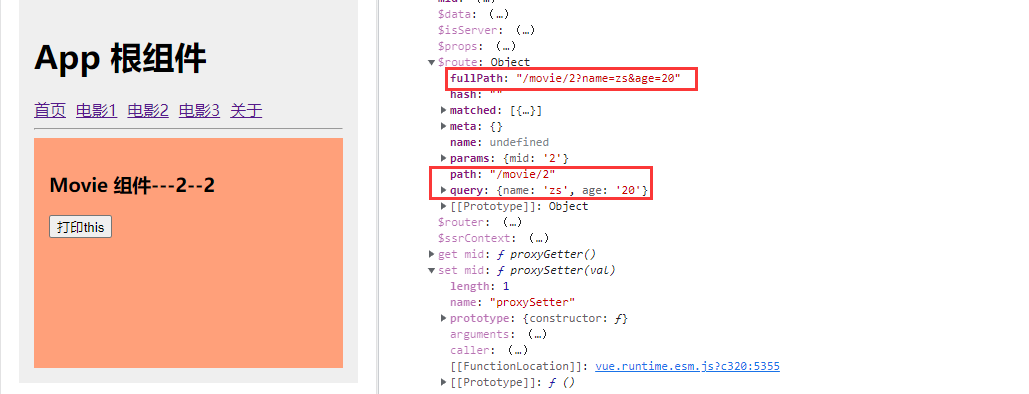 App 根组件
首页 电影1 电影2 电影3 关于
Movie 组件---2--2
打印this
$data: (…)
$isServer: (…)
$props: (…)
$route: Object
fullPath: "/movie/2?name=zs&age=20"
hash: ""
matched: [{…}]
meta: {}
name: undefined
params: {mid: '2'}
path: "/movie/2"
query: {name: 'zs', age: '20'}
[[Prototype]]: Object
$router: (…)
$ssrContext: (…)
get mid: ƒ proxyGetter()
set mid: ƒ proxySetter(val)
length: 1
name: "proxySetter"
prototype: {constructor: ƒ}
arguments: (…)
caller: (…)
[[FunctionLocation]]: vue.runtime.esm.js?c320:5355
[[Prototype]]: ƒ ()